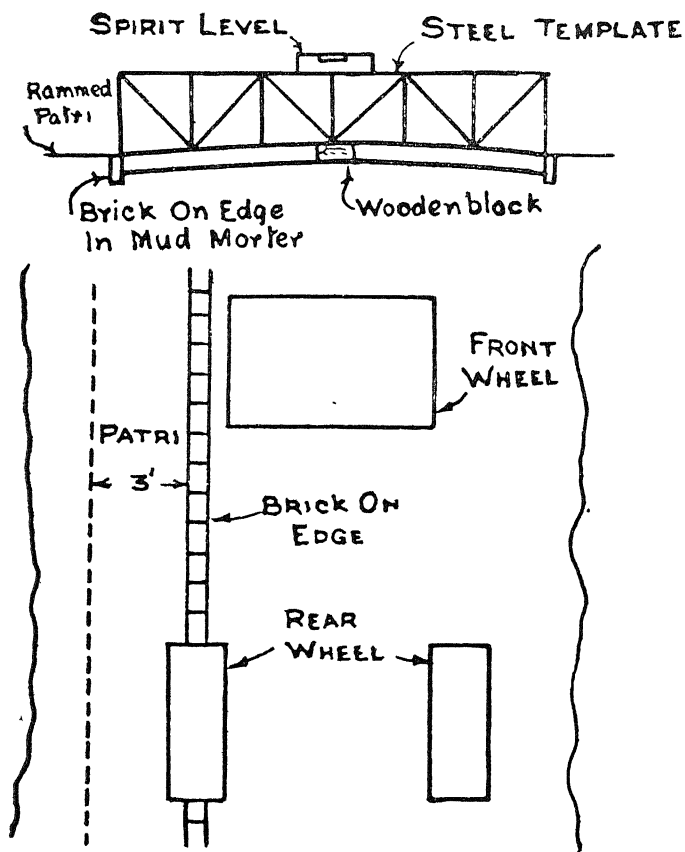 SPIRIT LEVEL
STEEL TEMPLATE
Rammed
Patri
Brick On Edge
In Mud Morter
Woodenblock
FRONT
WHEEL
PATRI
3'
BRICK ON
EDGE
REAR
WHEEL